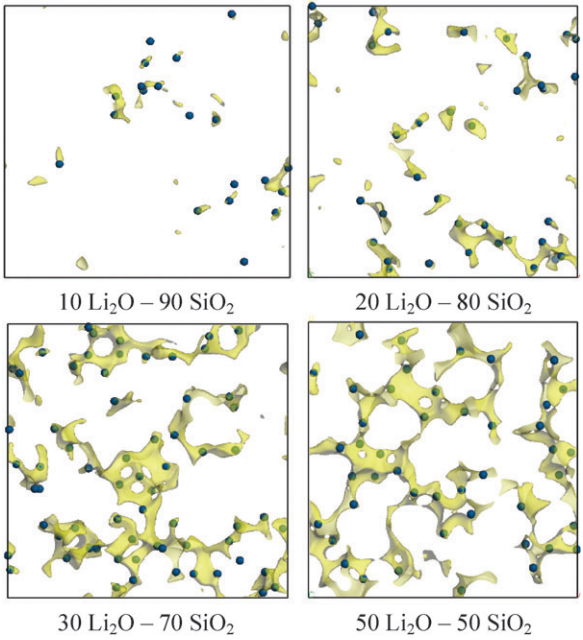 10 Li₂O – 90 SiO₂
20 Li₂O – 80 SiO₂
30 Li₂O – 70 SiO₂
50 Li₂O – 50 SiO₂